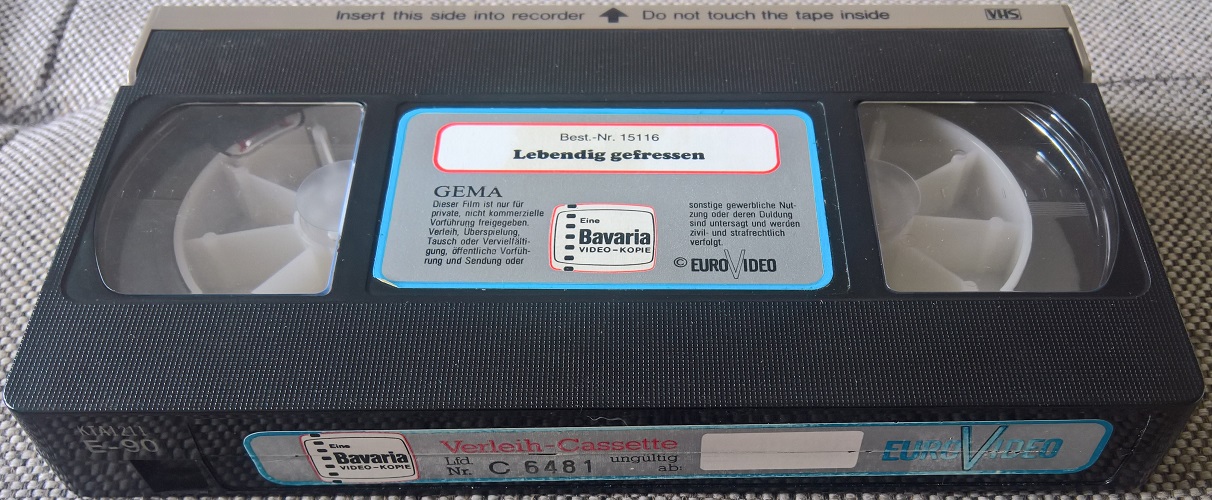 Insert this side into recorder Do not touch the tape inside VHS
Best.-Nr. 15116
Lebendig gefressen
GEMA
Dieser Film ist nur für
private, nicht kommerzielle
Vorführung freigegeben.
Verleih, Überspielung,
Tausch oder Vervielfälti-
gung, öffentliche Vorfüh-
rung und Sendung oder
Eine
Bavaria
VIDEO-KOPIE
sonstige gewerbliche Nut-
zung oder deren Duldung
sind untersagt und werden
zivil- und strafrechtlich
verfolgt.
© EUROVIDEO
E-90
Eine
Bavaria
VIDEO-KOPIE
Verleih-Cassette
Lfd. Nr. C 6481 ungültig ab:
EUROVIDEO